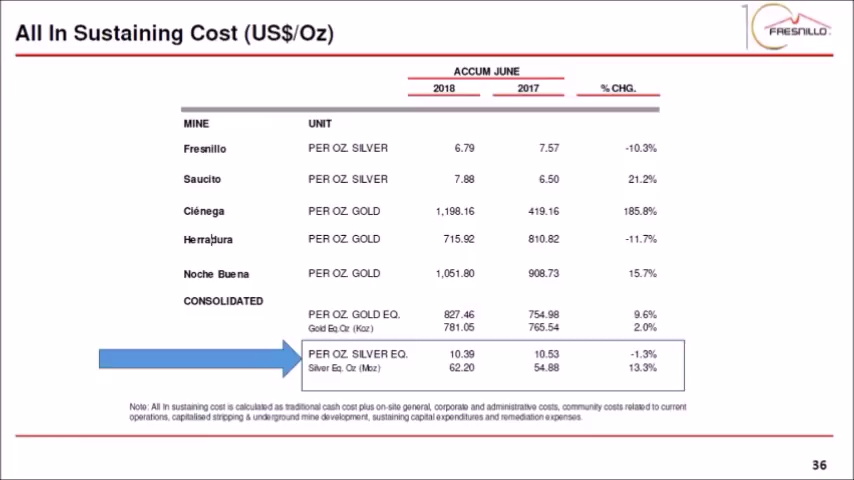 All In Sustaining Cost (US$/Oz)
FRESNILLO
ACCUM JUNE
2018 2017 % CHG.
MINE UNIT
Fresnillo PER OZ. SILVER 6.79 7.57 -10.3%
Saucito PER OZ. SILVER 7.88 6.50 21.2%
Ciénega PER OZ. GOLD 1,198.16 419.16 185.8%
Herradura PER OZ. GOLD 715.92 810.82 -11.7%
Noche Buena PER OZ. GOLD 1,051.80 908.73 15.7%
CONSOLIDATED
PER OZ. GOLD EQ. 827.46 754.98 9.6%
Gold Eq.Oz (Koz) 781.05 765.54 2.0%
PER OZ. SILVER EQ. 10.39 10.53 -1.3%
Silver Eq. Oz (Moz) 62.20 54.88 13.3%
Note: All In sustaining cost is calculated as traditional cash cost plus on-site general, corporate and administrative costs, community costs related to current
operations, capitalised stripping & underground mine development, sustaining capital expenditures and remediation expenses.
36